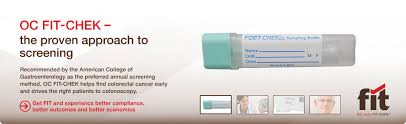 OC FIT-CHEK –
the proven approach to
screening
Recommended by the American College of
Gastroenterology as the preferred annual screening
method, OC FIT-CHEK helps find colorectal cancer early
and drives the right patients to colonoscopy.
Get FIT and experience better compliance,
better outcomes and better economics
FOBT-CHEK Sampling Bottle
Name
DoB M · F
Date
fit